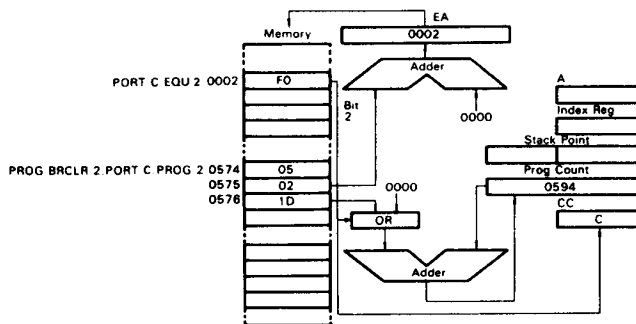 EA
Memory
0002
Adder
PORT C EQU 2 0002
F0
A
Bit
2
Index Reg
0000
Stack Point
PROG BRCLR 2.PORT C PROG 2 0574
05
Prog Count
0575
02
0000
0594
0576
1D
CC
OR
C
Adder